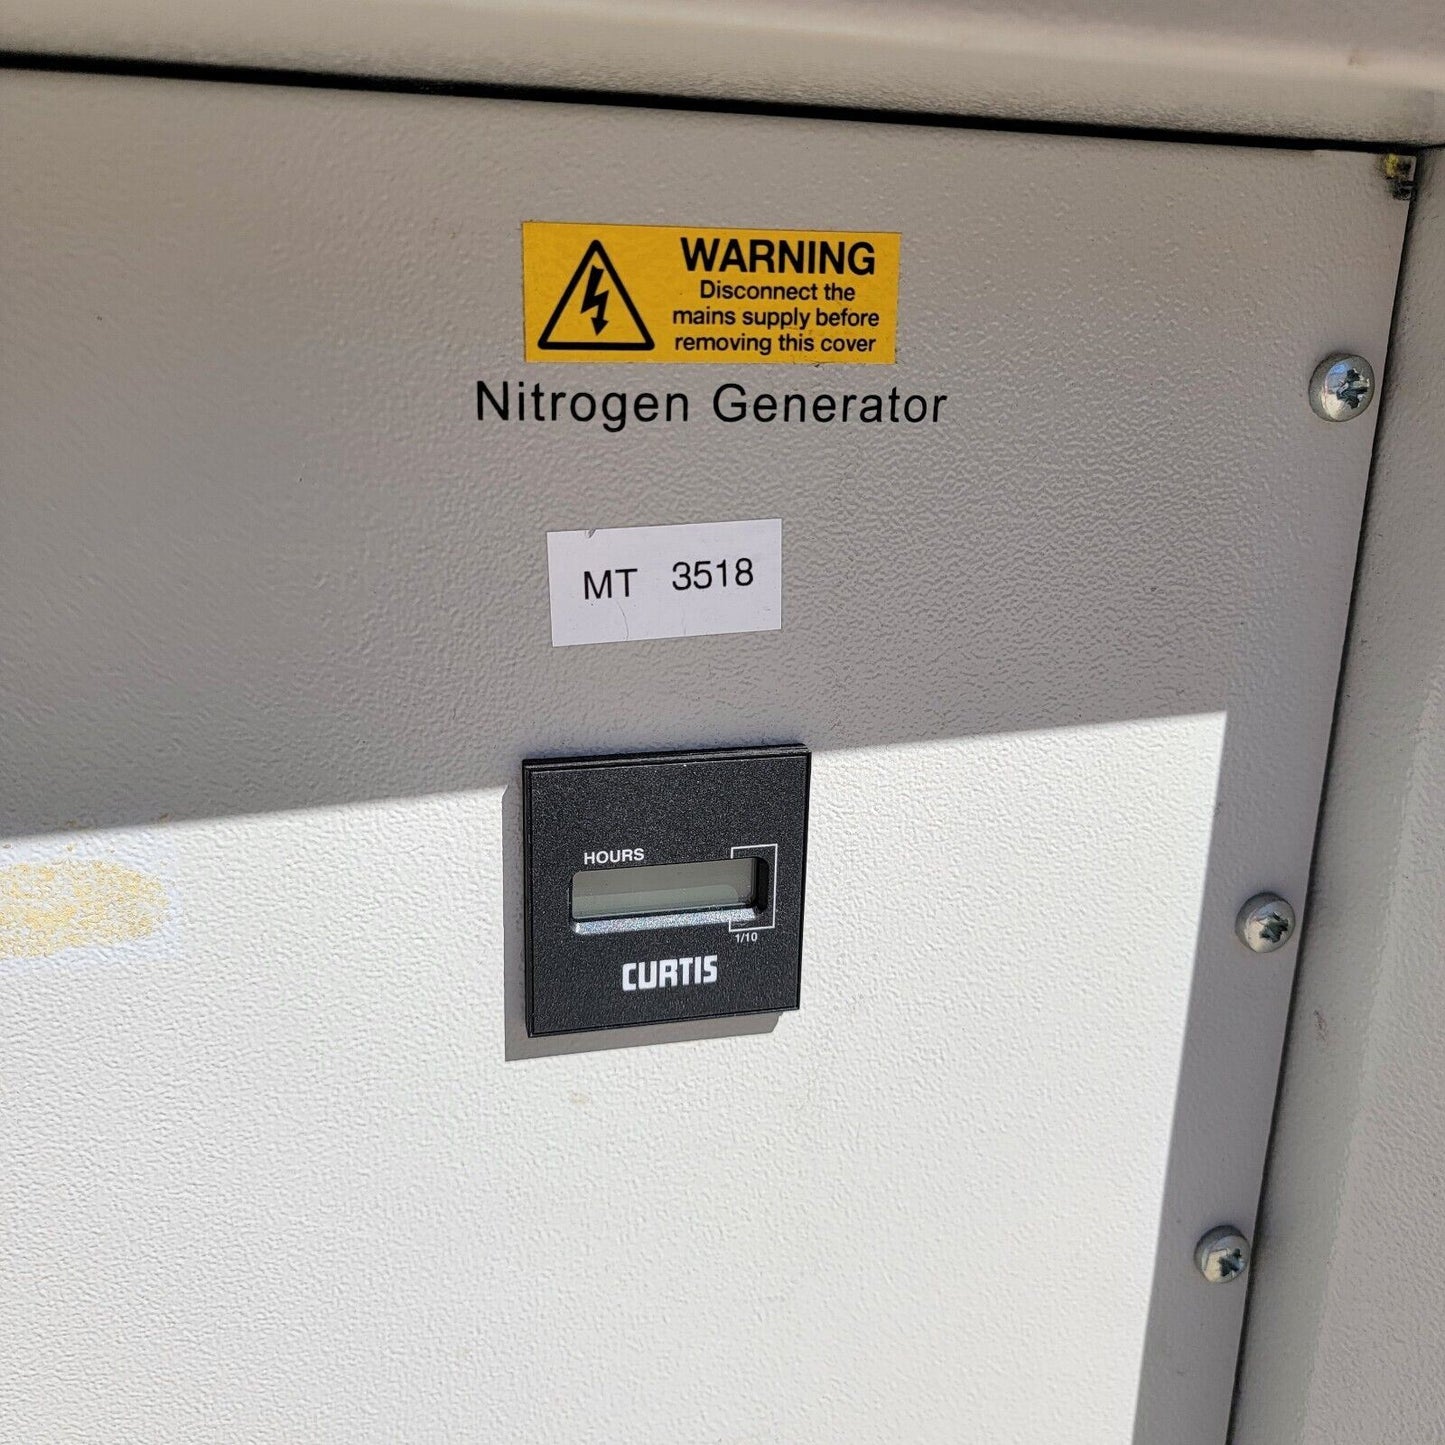 WARNING
Disconnect the
mains supply before
removing this cover
Nitrogen Generator
MT 3518
HOURS
1/10
CURTIS